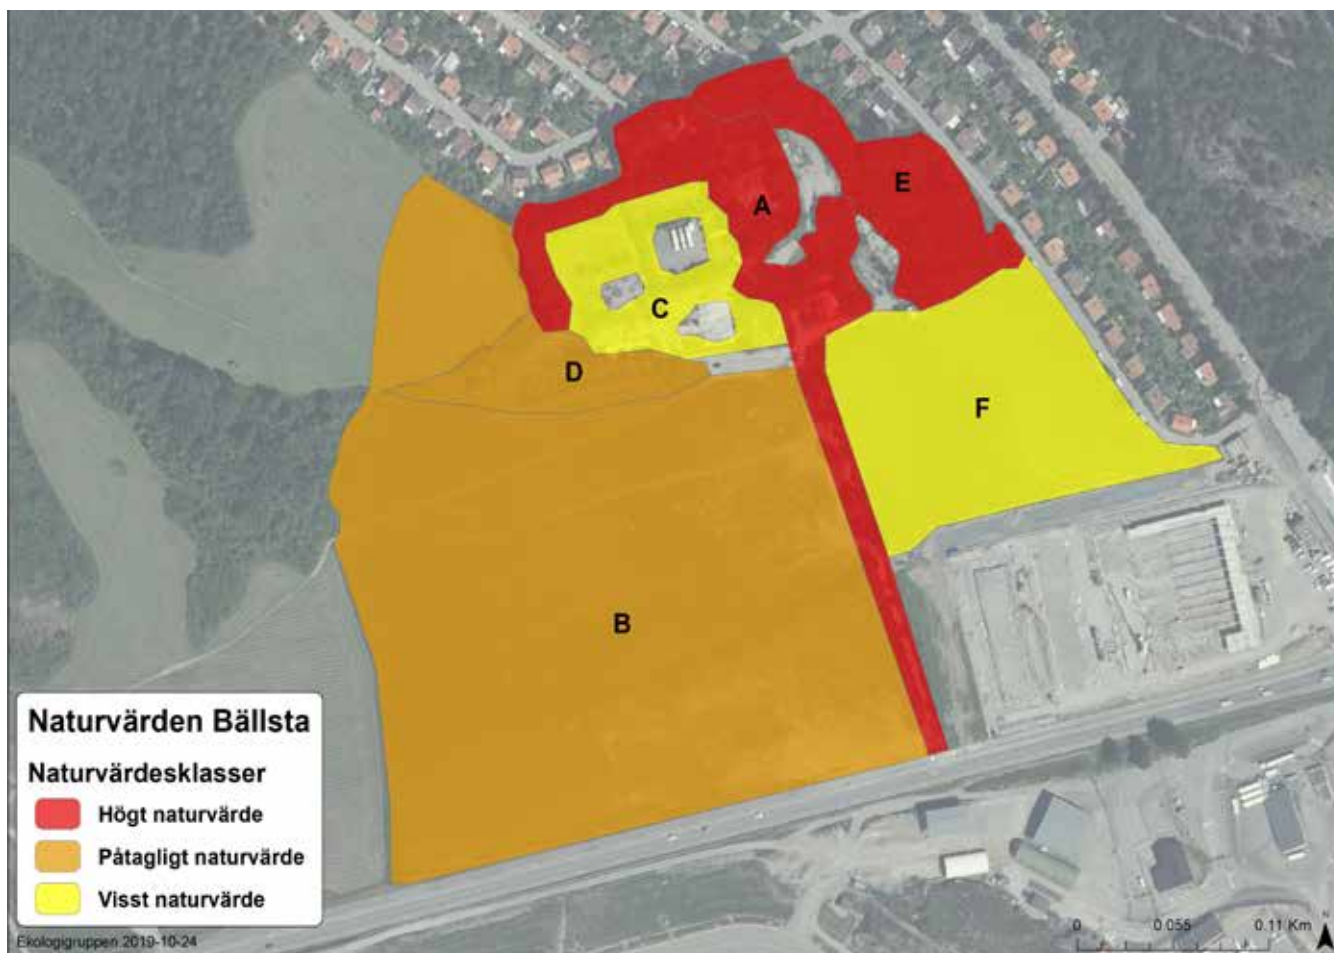 A
E
C
D
F
B
Naturvärden Bällsta
Naturvärdesklasser
Högt naturvärde
Påtagligt naturvärde
Visst naturvärde
Ekologigruppen 2019-10-24
0 0.055 0.11 Km
N